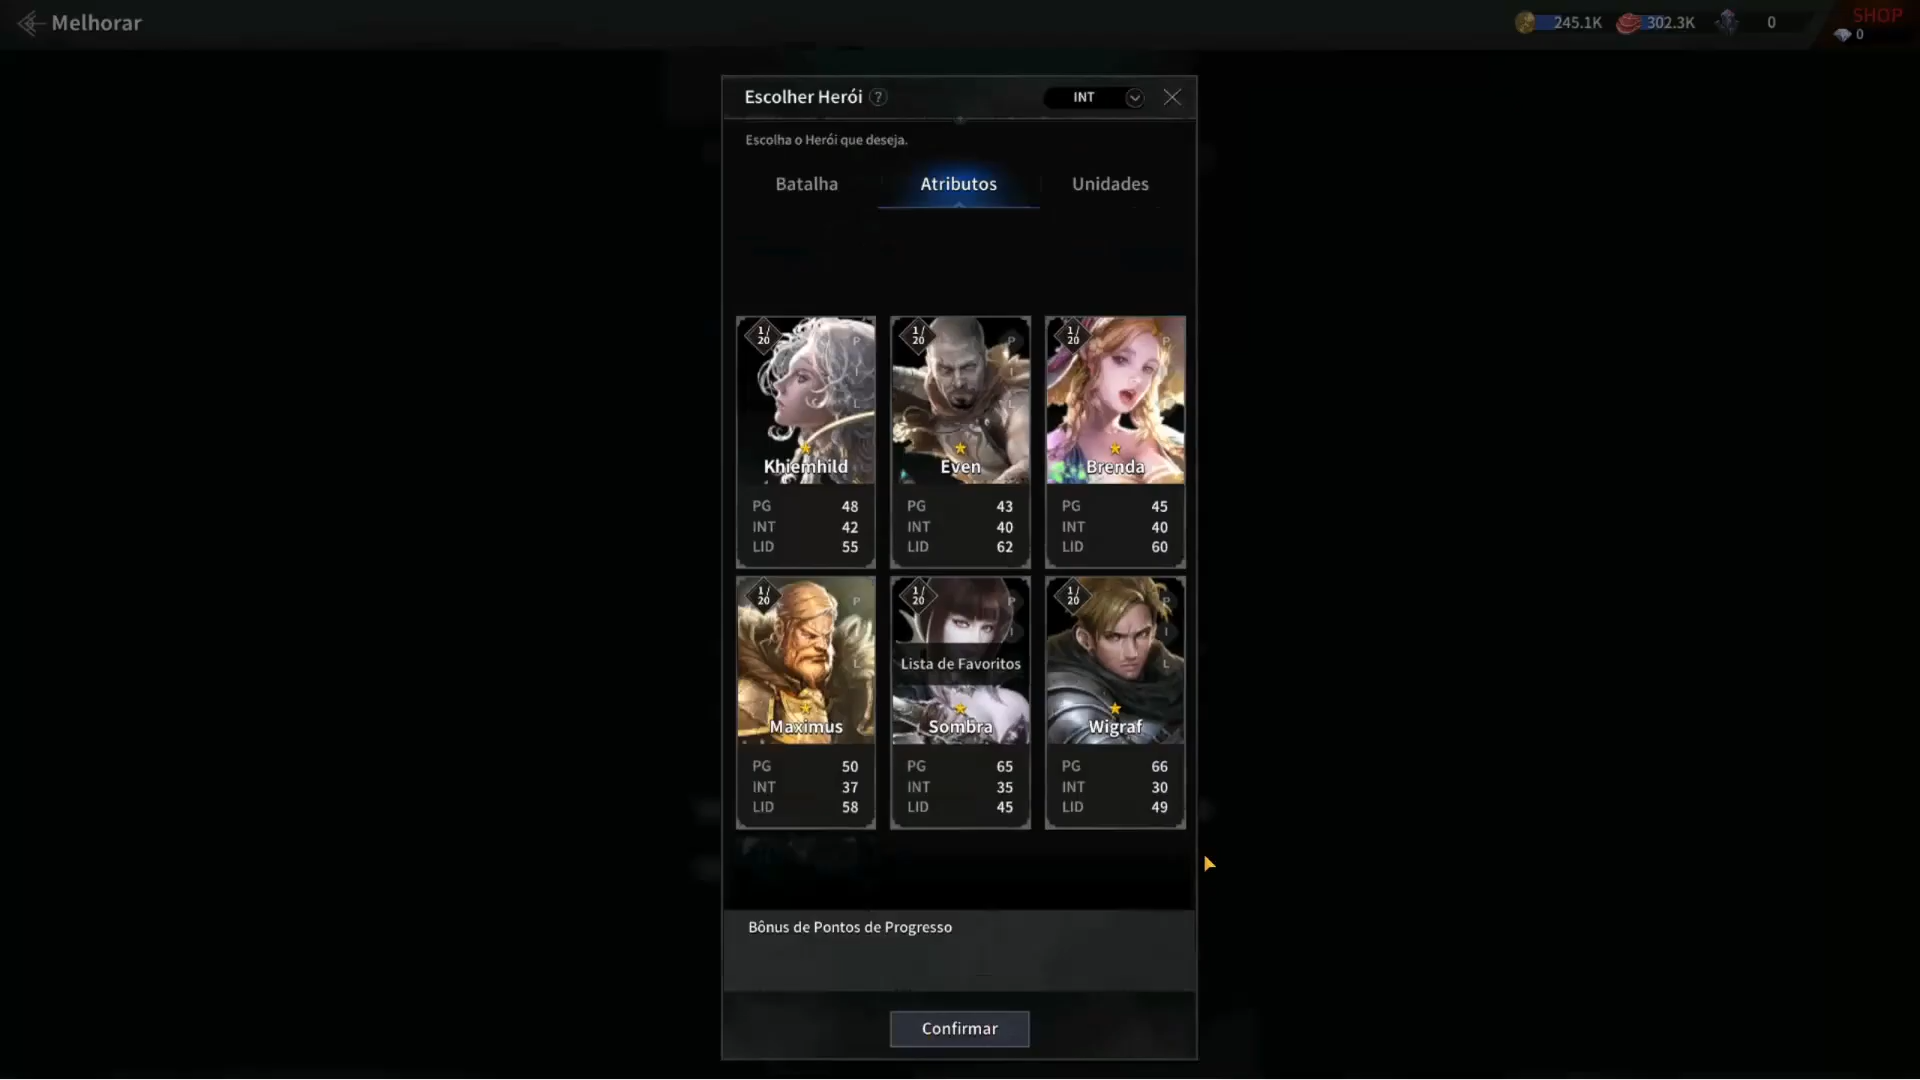 Melhorar
245.1K 302.3K 0
SHOP
0
Escolher Herói ? INT
Escolha o Herói que deseja.
Batalha Atributos Unidades
1/20 P I L
Khiemhild
PG 48
INT 42
LID 55
1/20 P I L
Even
PG 43
INT 40
LID 62
1/20 P
Brenda
PG 45
INT 40
LID 60
1/20 P L
Maximus
PG 50
INT 37
LID 58
1/20 P I
Lista de Favoritos
Sombra
PG 65
INT 35
LID 45
1/20 P I L
Wigraf
PG 66
INT 30
LID 49
Bônus de Pontos de Progresso
Confirmar